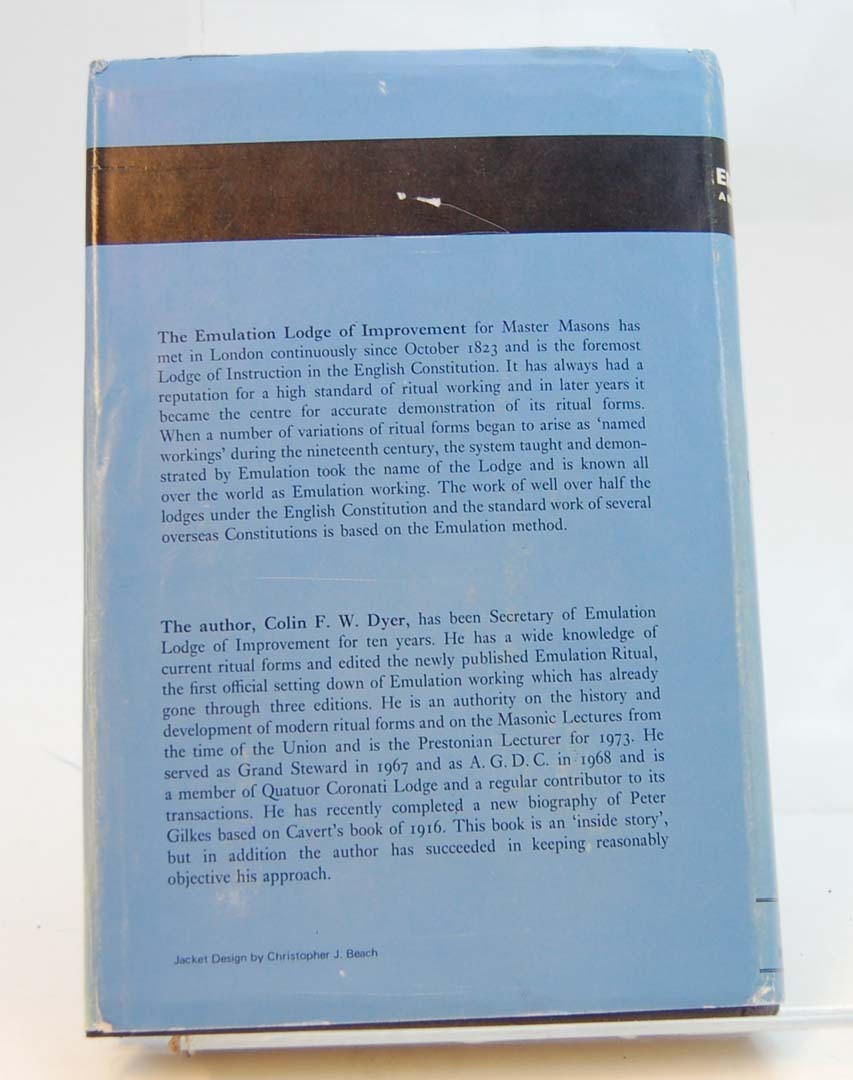 The Emulation Lodge of Improvement for Master Masons has
met in London continuously since October 1823 and is the foremost
Lodge of Instruction in the English Constitution. It has always had a
reputation for a high standard of ritual working and in later years it
became the centre for accurate demonstration of its ritual forms.
When a number of variations of ritual forms began to arise as ‘named
workings’ during the nineteenth century, the system taught and demon-
strated by Emulation took the name of the Lodge and is known all
over the world as Emulation working. The work of well over half the
lodges under the English Constitution and the standard work of several
overseas Constitutions is based on the Emulation method.
The author, Colin F. W. Dyer, has been Secretary of Emulation
Lodge of Improvement for ten years. He has a wide knowledge of
current ritual forms and edited the newly published Emulation Ritual,
the first official setting down of Emulation working which has already
gone through three editions. He is an authority on the history and
development of modern ritual forms and on the Masonic Lectures from
the time of the Union and is the Prestonian Lecturer for 1973. He
served as Grand Steward in 1967 and as A. G. D. C. in 1968 and is
a member of Quatuor Coronati Lodge and a regular contributor to its
transactions. He has recently completed a new biography of Peter
Gilkes based on Cavert's book of 1916. This book is an ‘inside story’,
but in addition the author has succeeded in keeping reasonably
objective his approach.
Jacket Design by Christopher J. Beach